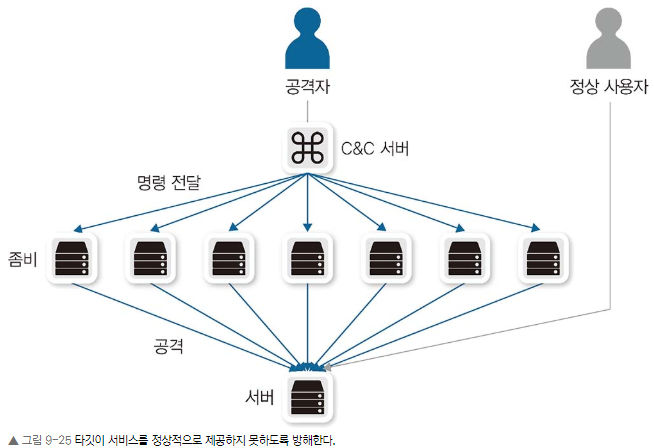 공격자
정상 사용자
C&C 서버
명령 전달
좀비
공격
서버
▲ 그림 9-25 타깃이 서비스를 정상적으로 제공하지 못하도록 방해한다.